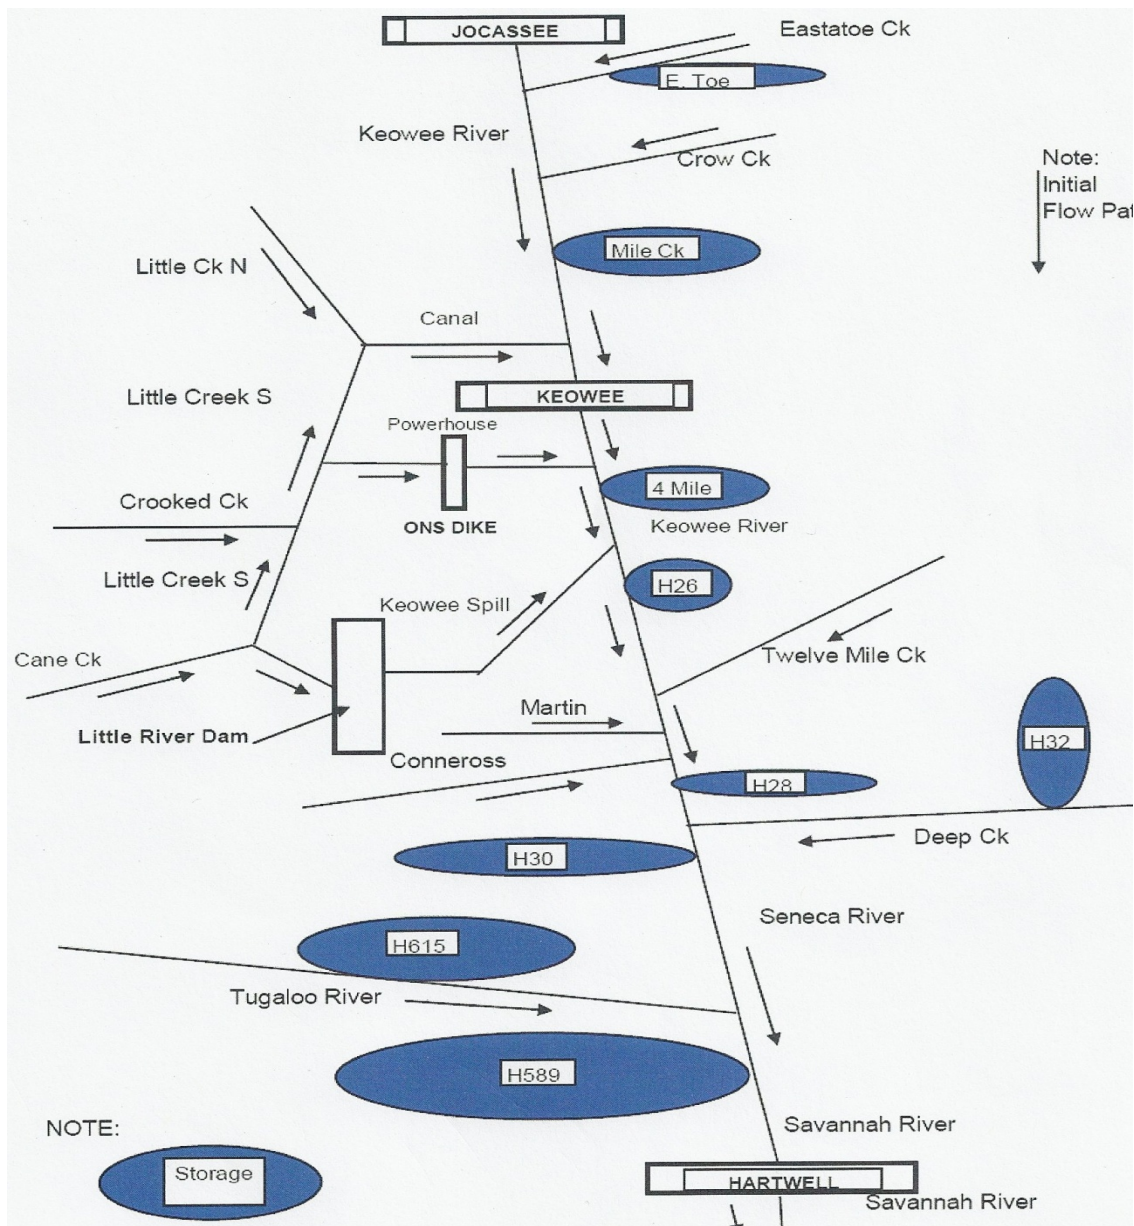 JOCASSEE
Eastatoe Ck
E. Toe
Keowee River
Crow Ck
Note:
Initial
Flow Pat
Mile Ck
Little Ck N
Canal
KEOWEE
Little Creek S
Powerhouse
4 Mile
Crooked Ck
ONS DIKE
Keowee River
Little Creek S
H26
Keowee Spill
Cane Ck
Twelve Mile Ck
Martin
Little River Dam
H32
Conneross
H28
Deep Ck
H30
Seneca River
H615
Tugaloo River
H589
NOTE:
Savannah River
Storage
HARTWELL
Savannah River